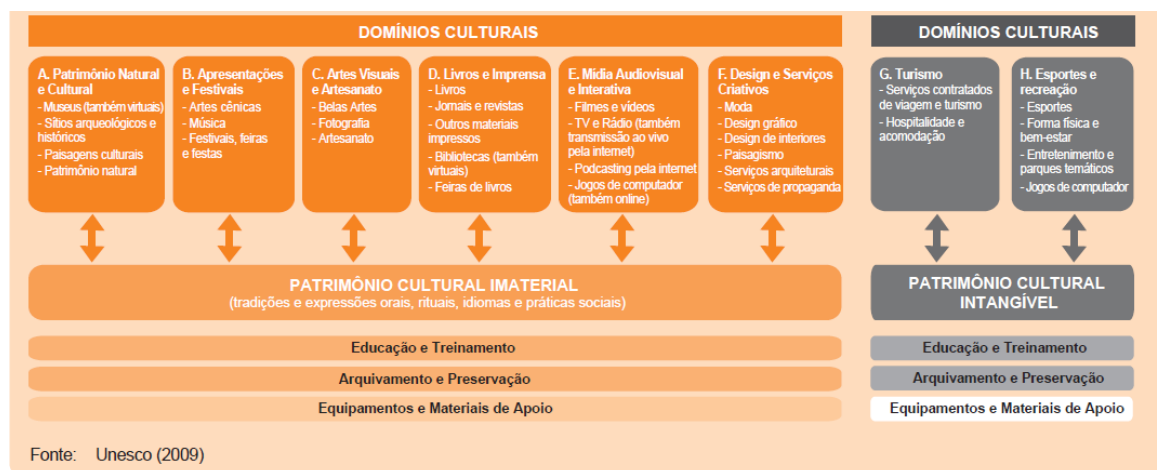 DOMÍNIOS CULTURAIS
A. Patrimônio Natural
e Cultural
- Museus (também virtuais)
- Sítios arqueológicos e
históricos
- Paisagens culturais
- Patrimônio natural
B. Apresentações
e Festivais
- Artes cênicas
- Música
- Festivais, feiras
e festas
C. Artes Visuais
e Artesanato
- Belas Artes
- Fotografia
- Artesanato
D. Livros e Imprensa
- Livros
- Jornais e revistas
- Outros materiais
impressos
- Bibliotecas (também
virtuais)
- Feiras de livros
E. Mídia Audiovisual
e Interativa
- Filmes e vídeos
- TV e Rádio (também
transmissão ao vivo
pela internet)
- Podcasting pela internet
- Jogos de computador
(também online)
F. Design e Serviços
Criativos
- Moda
- Design gráfico
- Design de interiores
- Paisagismo
- Serviços arquiteturais
- Serviços de propaganda
PATRIMÔNIO CULTURAL IMATERIAL
(tradições e expressões orais, rituais, idiomas e práticas sociais)
Educação e Treinamento
Arquivamento e Preservação
Equipamentos e Materiais de Apoio
DOMÍNIOS CULTURAIS
G. Turismo
- Serviços contratados
de viagem e turismo
- Hospitalidade e
acomodação
H. Esportes e
recreação
- Esportes
- Forma física e
bem-estar
- Entretenimento e
parques temáticos
- Jogos de computador
PATRIMÔNIO CULTURAL
INTANGÍVEL
Educação e Treinamento
Arquivamento e Preservação
Equipamentos e Materiais de Apoio
Fonte: Unesco (2009)